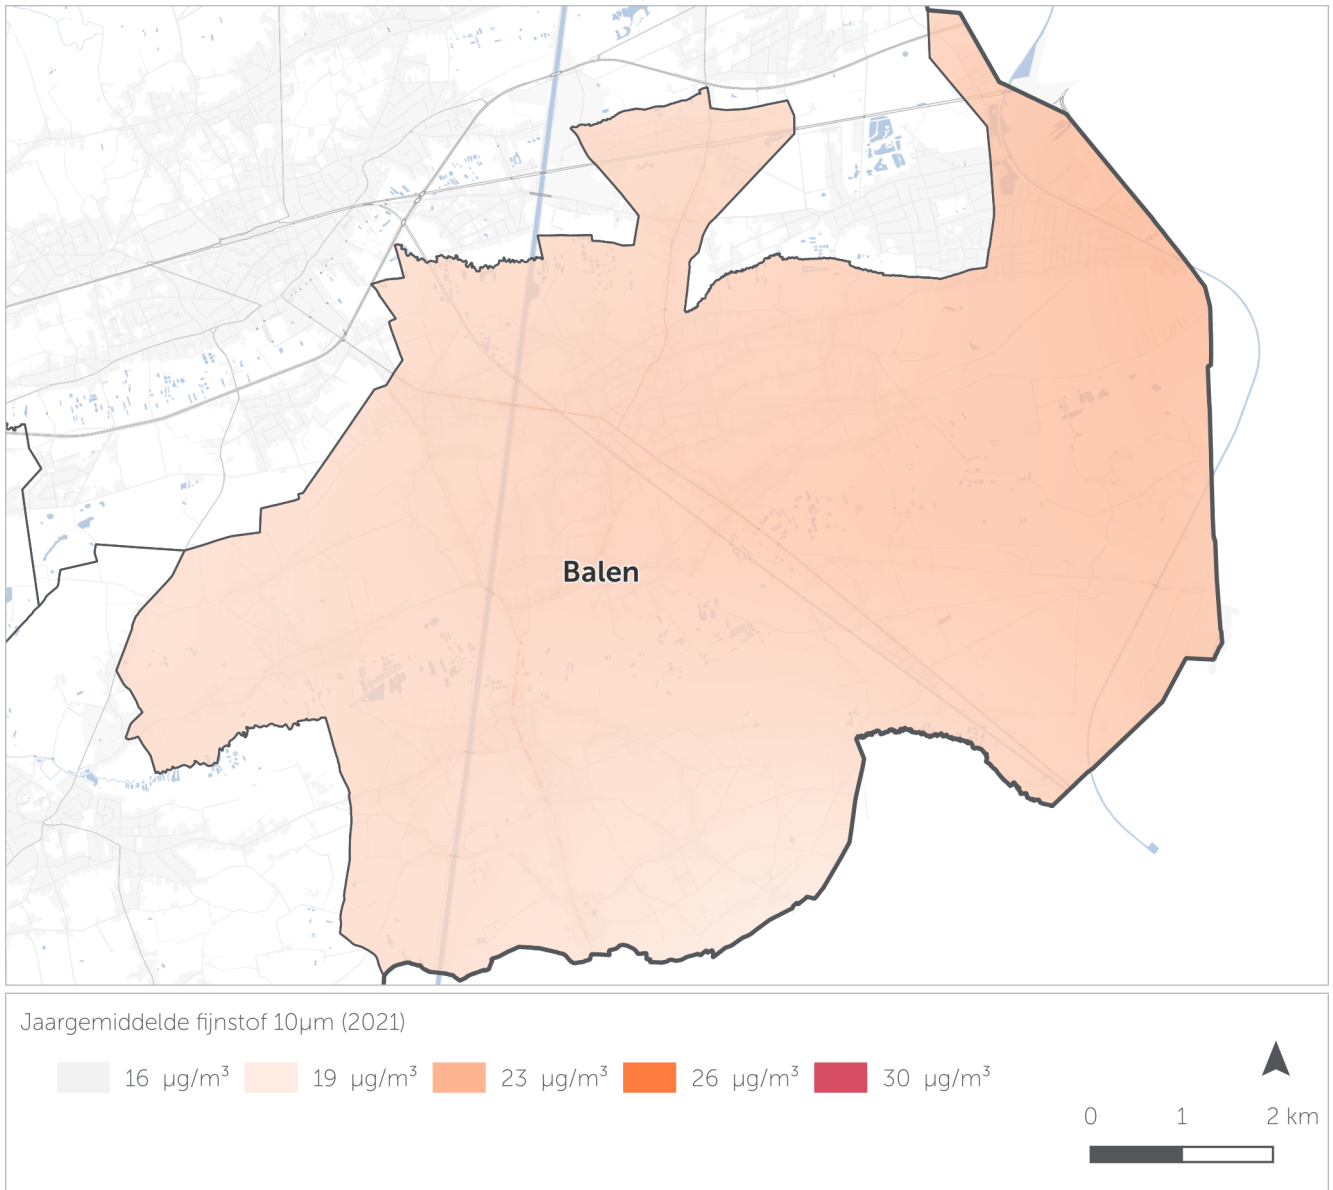 Balen
Jaargemiddelde fijnstof 10µm (2021)
16 µg/m³ 19 µg/m³ 23 µg/m³ 26 µg/m³ 30 µg/m³
0 1 2 km